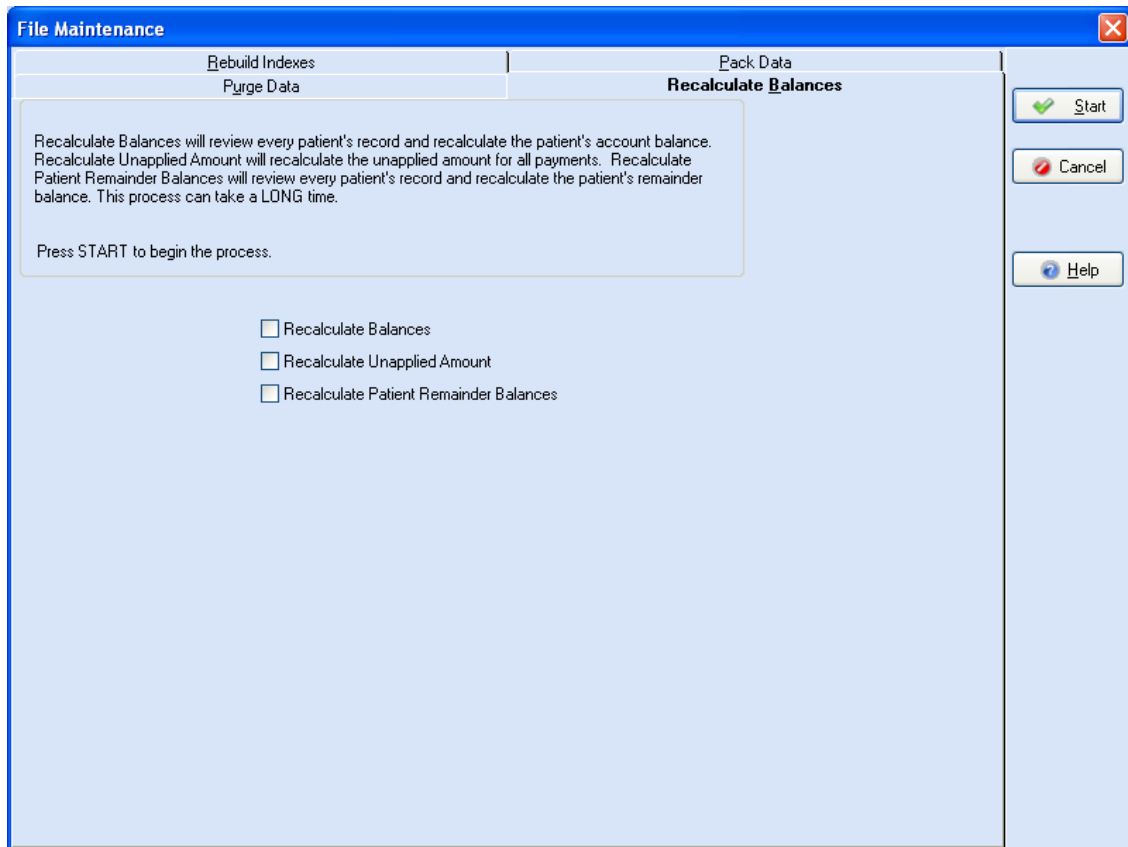 File Maintenance
Rebuild Indexes
Pack Data
Purge Data
Recalculate Balances
Start
Recalculate Balances will review every patient's record and recalculate the patient's account balance.
Recalculate Unapplied Amount will recalculate the unapplied amount for all payments.  Recalculate
Patient Remainder Balances will review every patient's record and recalculate the patient's remainder
balance. This process can take a LONG time.
Cancel
Press START to begin the process.
Help
Recalculate Balances
Recalculate Unapplied Amount
Recalculate Patient Remainder Balances